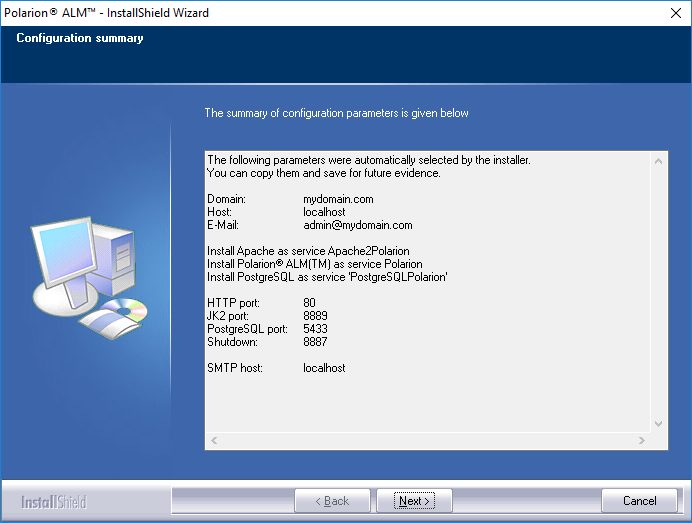 Polarion® ALM™ - InstallShield Wizard
Configuration summary
The summary of configuration parameters is given below
The following parameters were automatically selected by the installer.
You can copy them and save for future evidence.
Domain: mydomain.com
Host: localhost
E-Mail: admin@mydomain.com
Install Apache as service Apache2Polarion
Install Polarion® ALM(TM) as service Polarion
Install PostgreSQL as service 'PostgreSQLPolarion'
HTTP port: 80
JK2 port: 8889
PostgreSQL port: 5433
Shutdown: 8887
SMTP host: localhost
InstallShield
< Back
Next >
Cancel